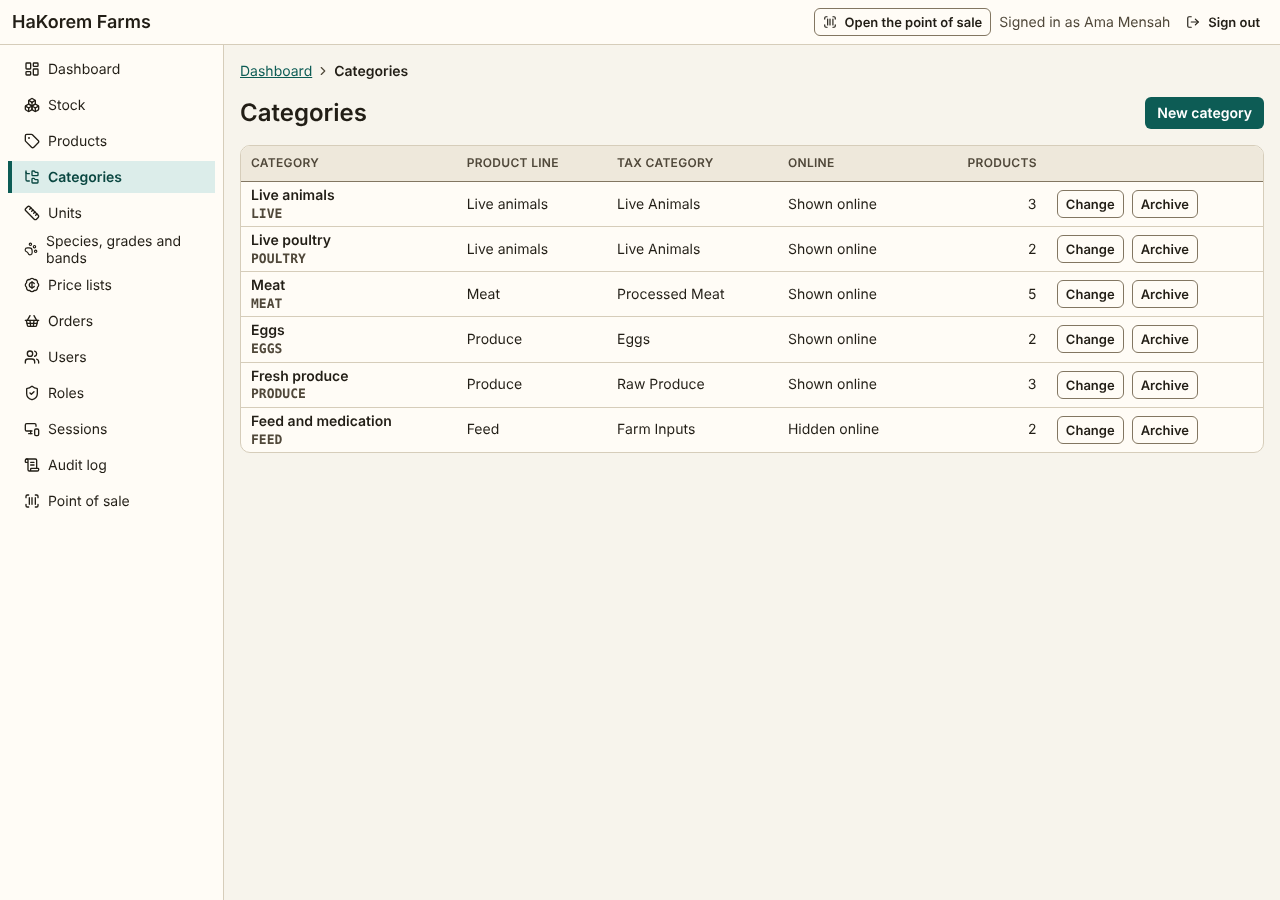 HaKorem Farms
Open the point of sale
Signed in as Ama Mensah
Sign out
Dashboard
Stock
Products
Categories
Units
Species, grades and
bands
Price lists
Orders
Users
Roles
Sessions
Audit log
Point of sale
Dashboard > Categories
Categories
New category
CATEGORY PRODUCT LINE TAX CATEGORY ONLINE PRODUCTS
Live animals
LIVE
Live animals Live Animals Shown online 3 Change Archive
Live poultry
POULTRY
Live animals Live Animals Shown online 2 Change Archive
Meat
MEAT
Meat Processed Meat Shown online 5 Change Archive
Eggs
EGGS
Produce Eggs Shown online 2 Change Archive
Fresh produce
PRODUCE
Produce Raw Produce Shown online 3 Change Archive
Feed and medication
FEED
Feed Farm Inputs Hidden online 2 Change Archive